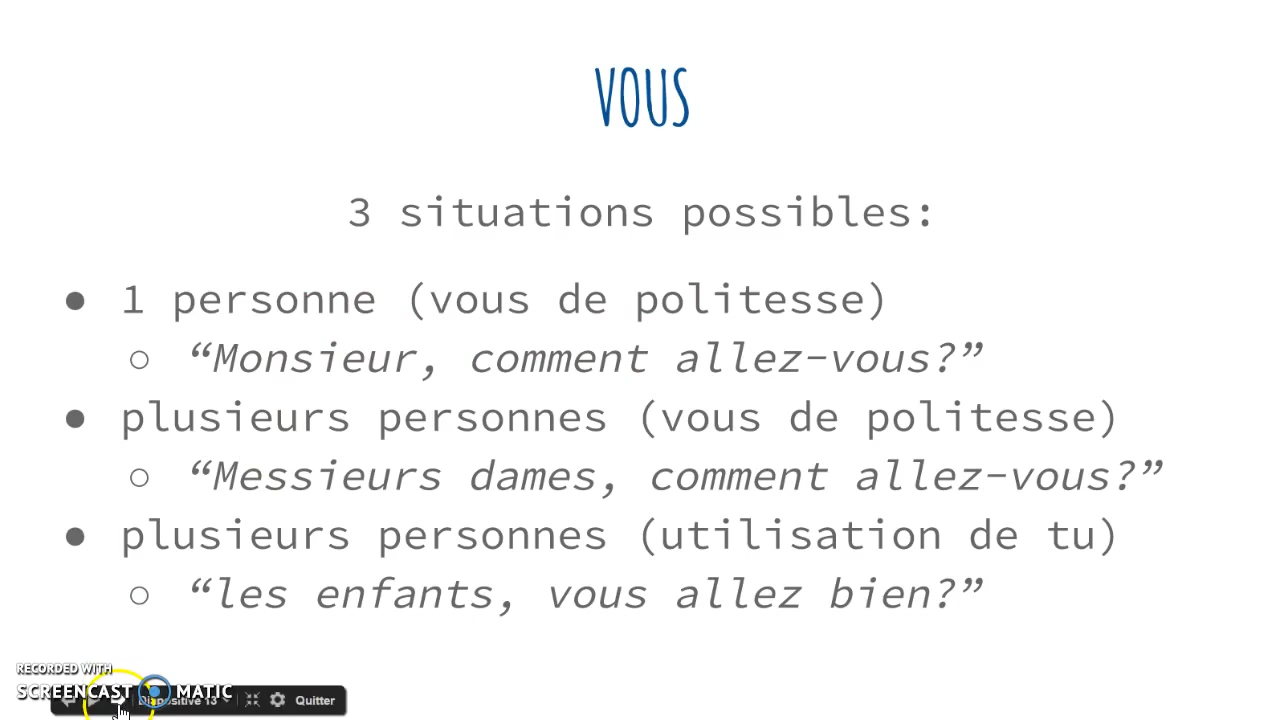 VOUS
3 situations possibles:
● 1 personne (vous de politesse)
○ “Monsieur, comment allez-vous?”
● plusieurs personnes (vous de politesse)
○ “Messieurs dames, comment allez-vous?”
● plusieurs personnes (utilisation de tu)
○ “les enfants, vous allez bien?”
RECORDED WITH
SCREENCAST MATIC
Diapositive 13 Quitter